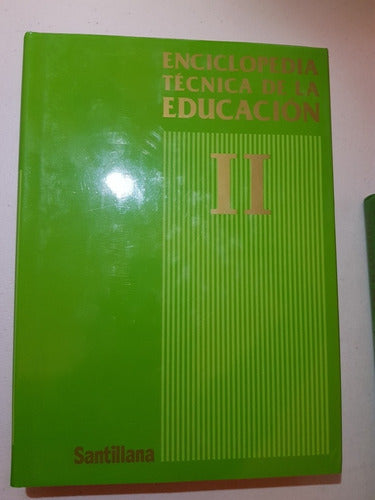 ENCICLOPEDIA
TÉCNICA DE LA
EDUCACIÓN
II
Santillana